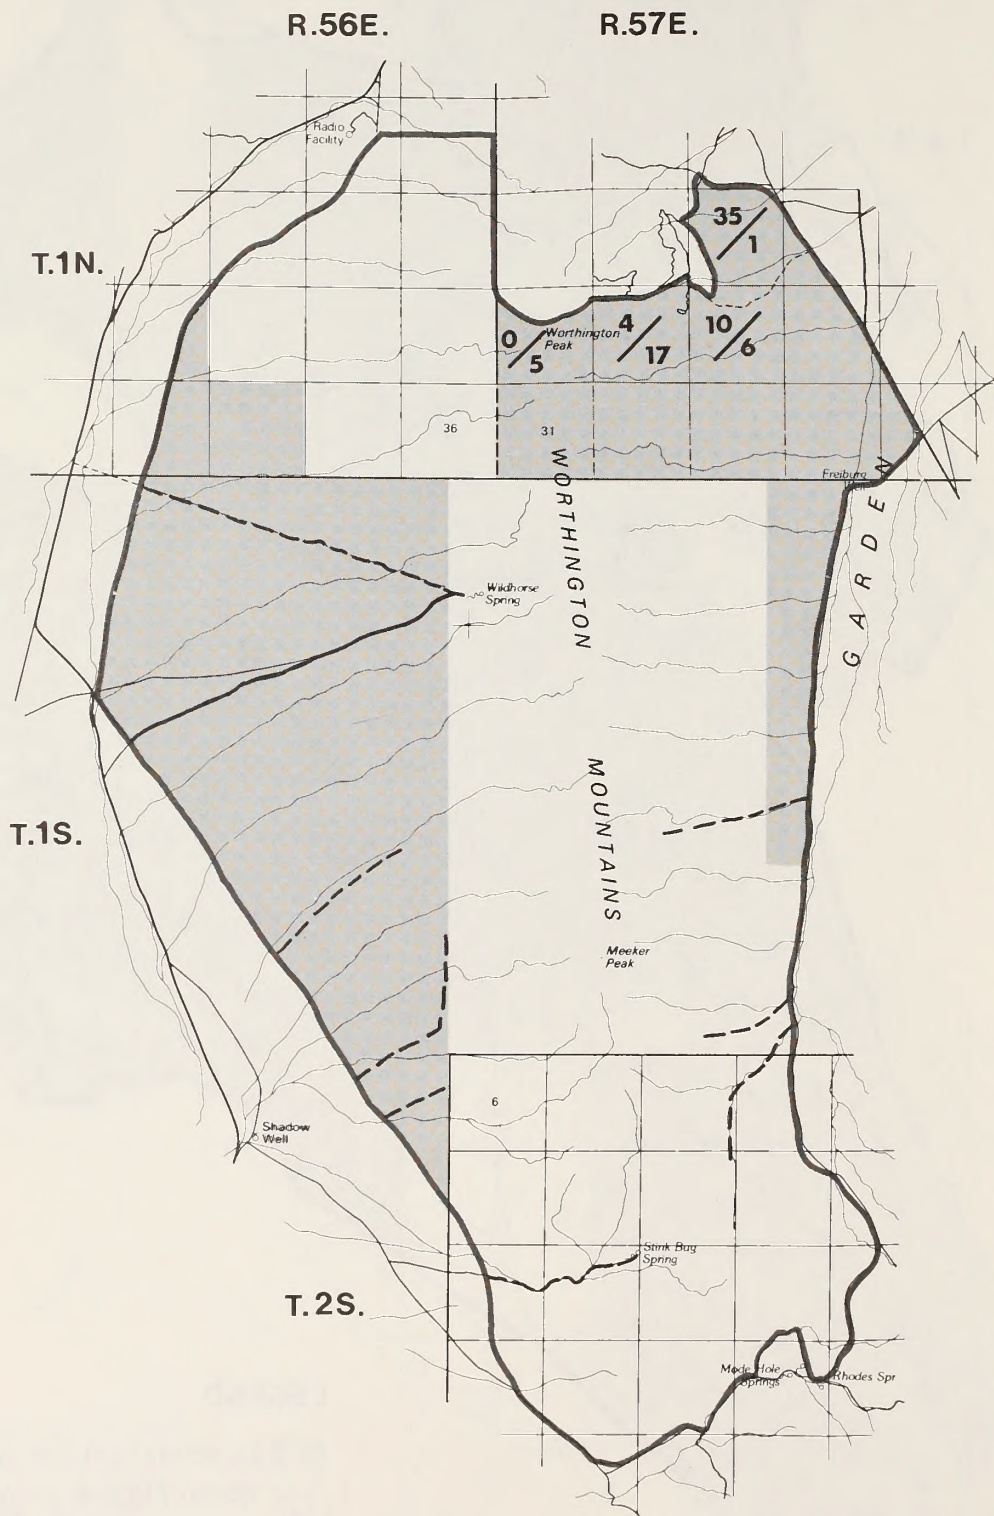 R.56E. R.57E.
Radio
Facility
35
1
T.1N.
0
5
Worthington
Peak
4
17
10
6
36 31
WORTHINGTON
Freiburg
Well
GARDEN
Wildhorse
Spring
MOUNTAINS
T.1S.
Meeker
Peak
6
Shadow
Well
Stink Bug
Spring
T.2S.
Mode Hole
Springs
Rhodes Spr